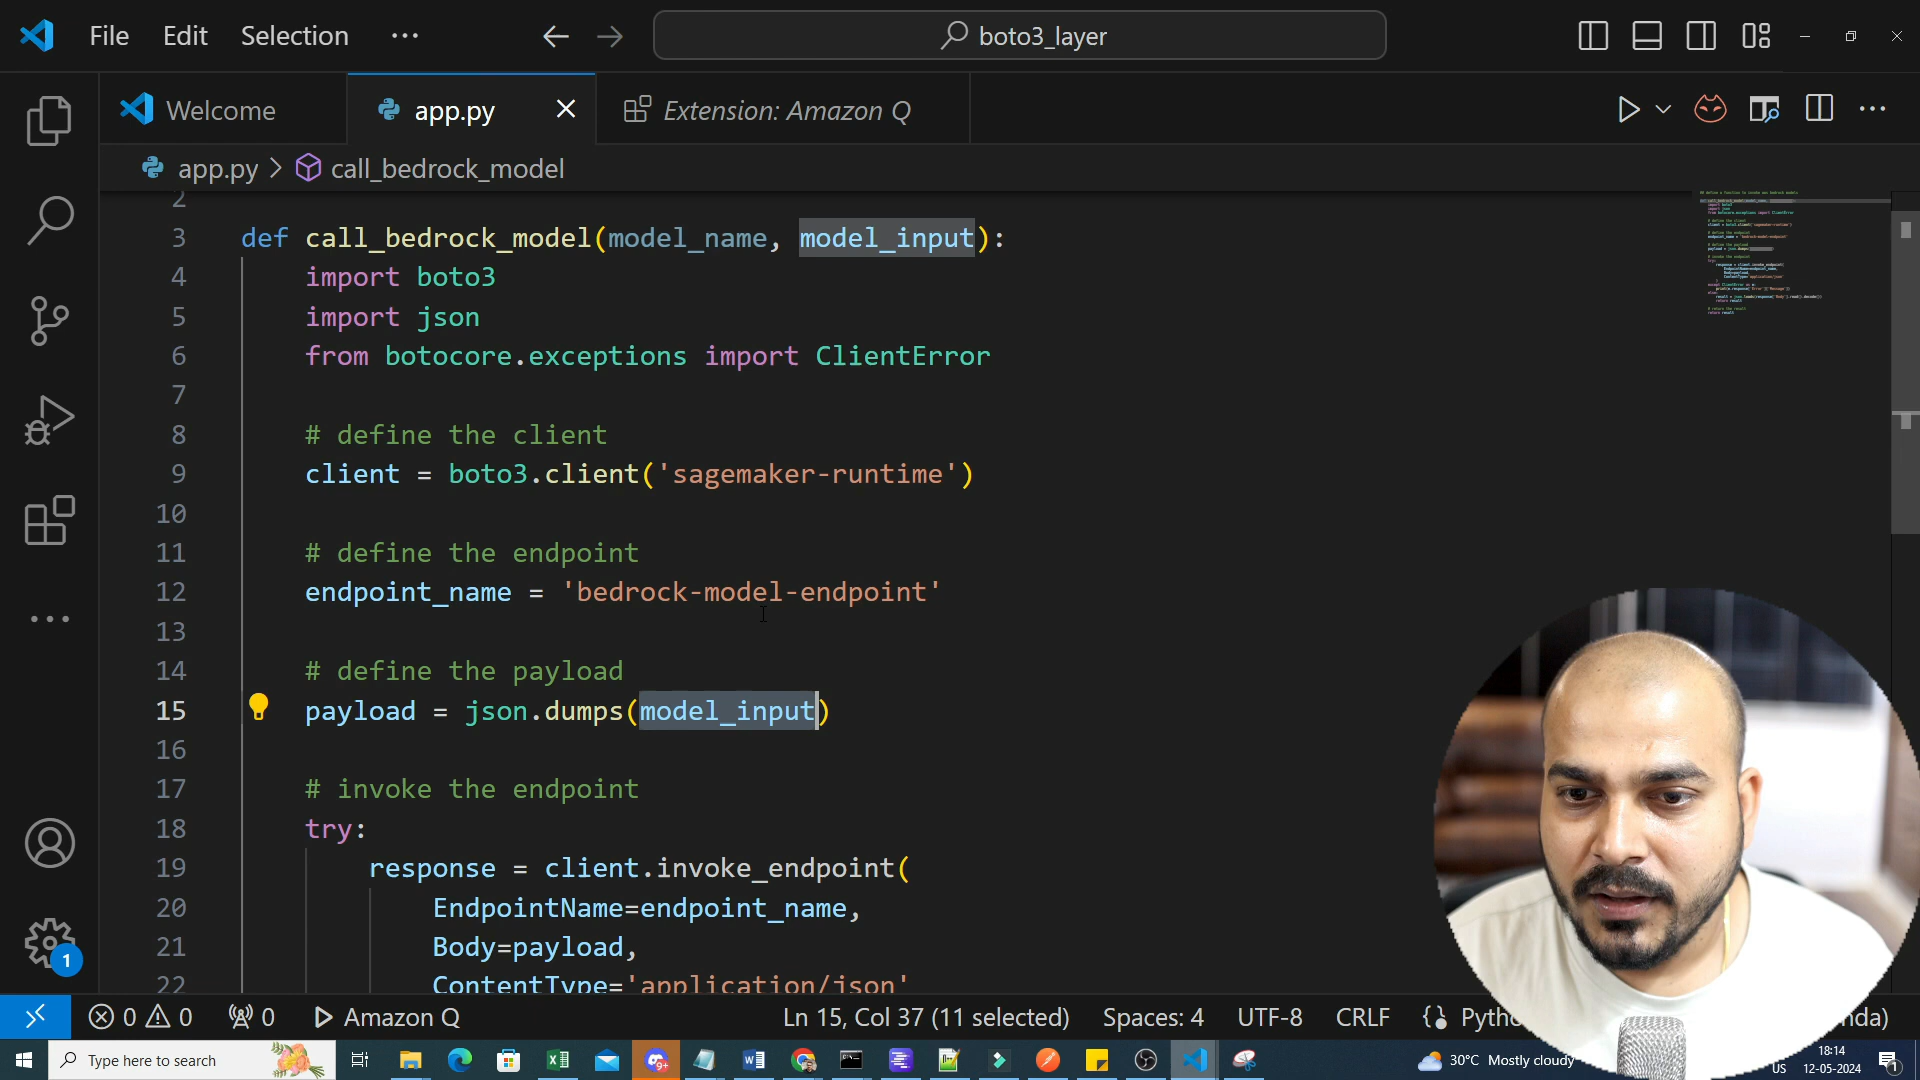 File Edit Selection ··· boto3_layer
Welcome app.py Extension: Amazon Q
app.py > call_bedrock_model
2
3 def call_bedrock_model(model_name, model_input):
4 import boto3
5 import json
6 from botocore.exceptions import ClientError
7
8 # define the client
9 client = boto3.client('sagemaker-runtime')
10
11 # define the endpoint
12 endpoint_name = 'bedrock-model-endpoint'
13
14 # define the payload
15 payload = json.dumps(model_input)
16
17 # invoke the endpoint
18 try:
19 response = client.invoke_endpoint(
20 EndpointName=endpoint_name,
21 Body=payload,
22 ContentType='application/json'
1
0 0 0 Amazon Q Ln 15, Col 37 (11 selected) Spaces: 4 UTF-8 CRLF
Type here to search 9+ 30°C Mostly cloudy US 18:14 1
12-05-2024